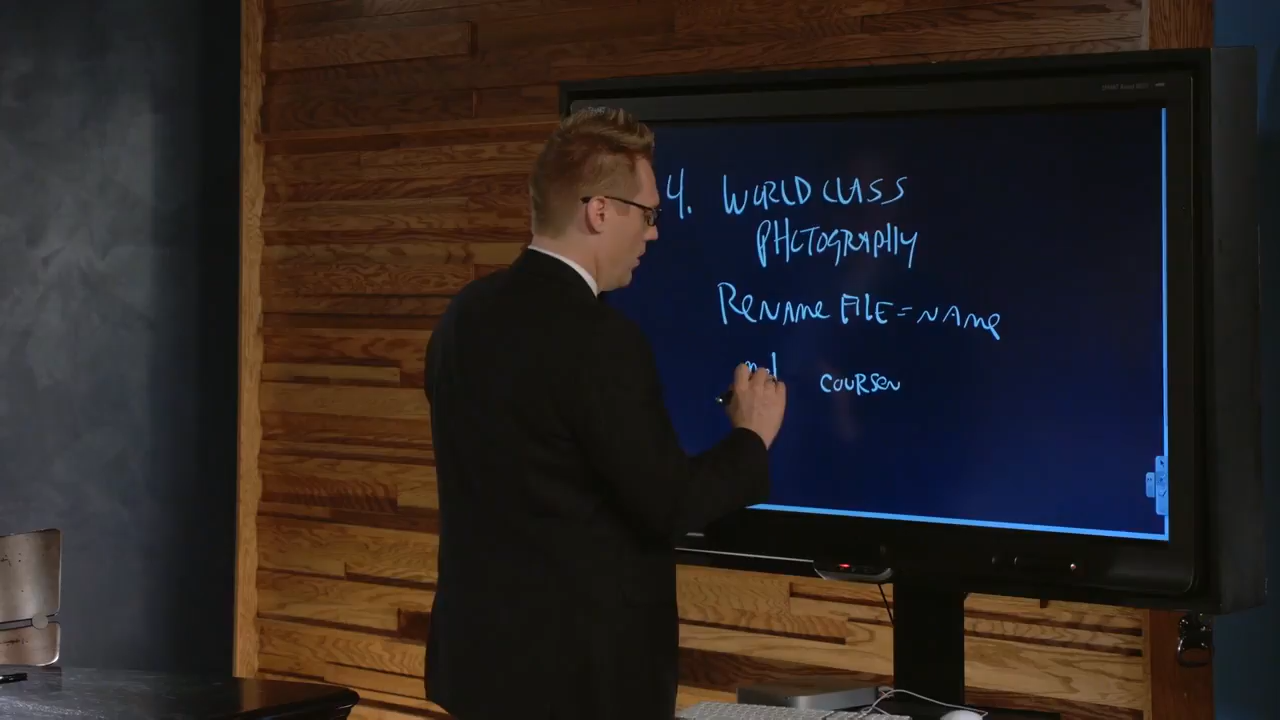 4. WORLD CLASS
PHOTOGRAPHY
RENAME FILE = NAME
COURSEN